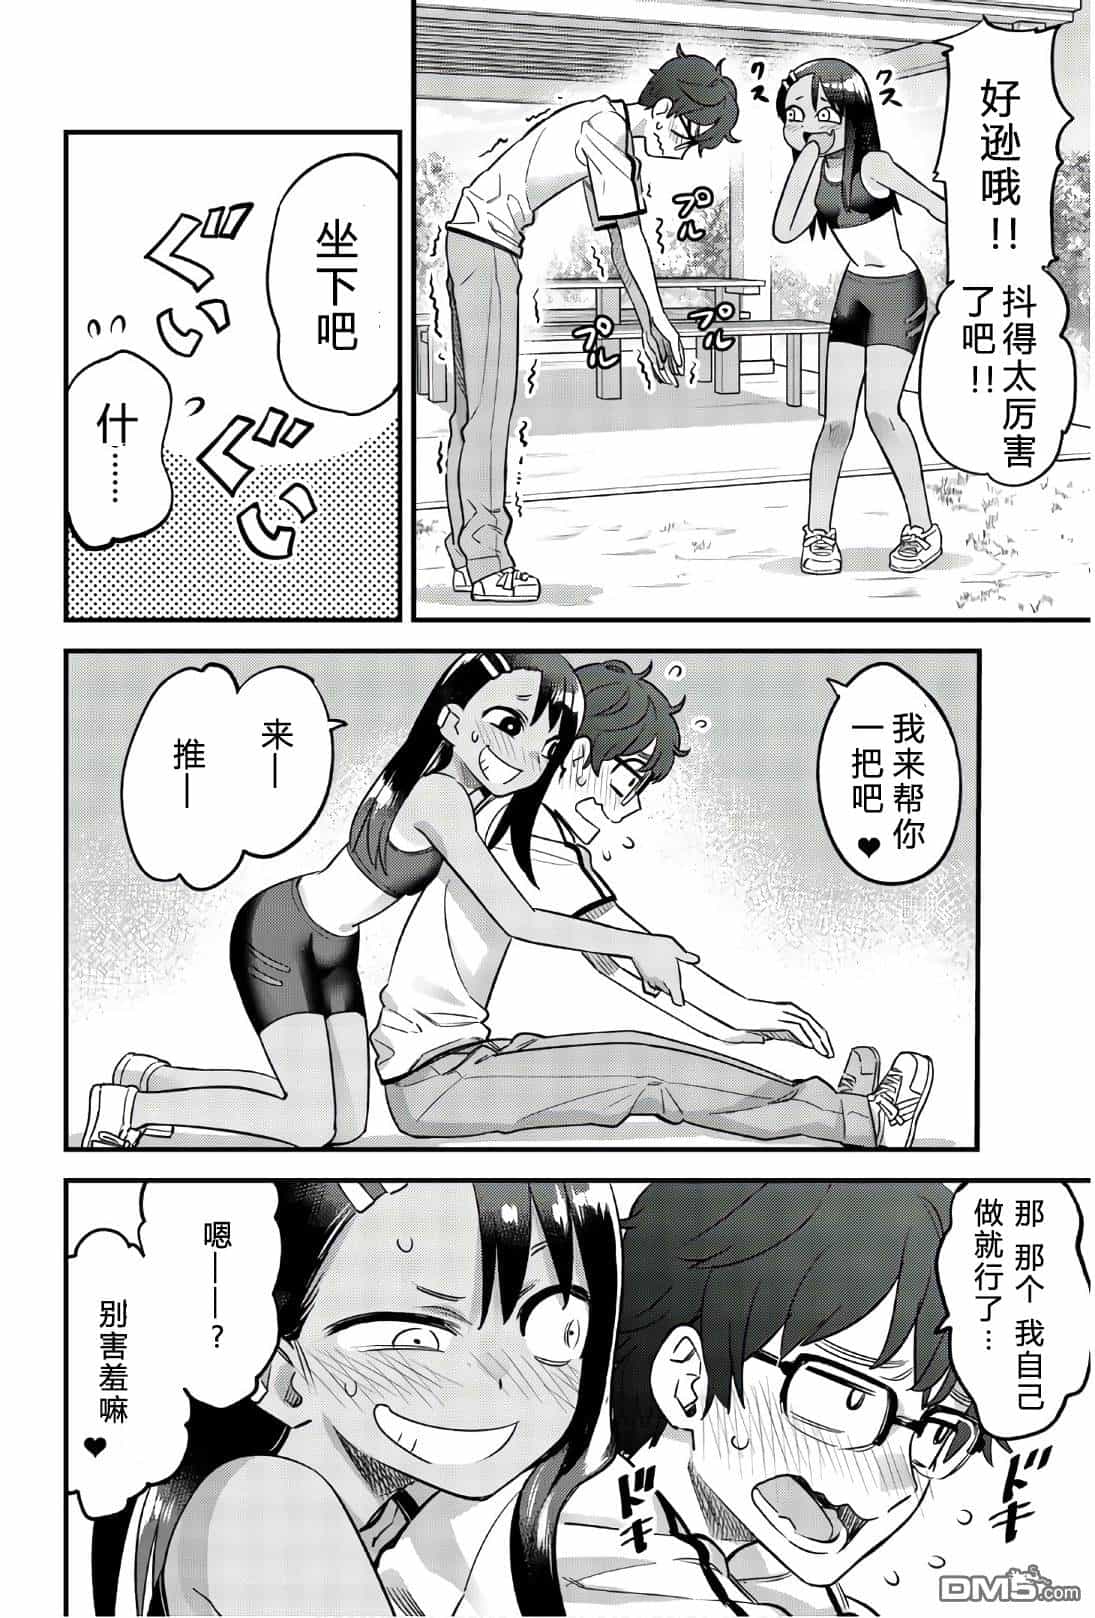 好逊哦!!
抖得太厉害
了吧!!
クスクス
プルプル
プルプル
坐下吧
ぐいぐい
什……
我来帮你
一把吧♥
来—
推—
那 那个 我自己
做就行了…
嗯——?
别害羞嘛♥
ドキドキ
DM5.com